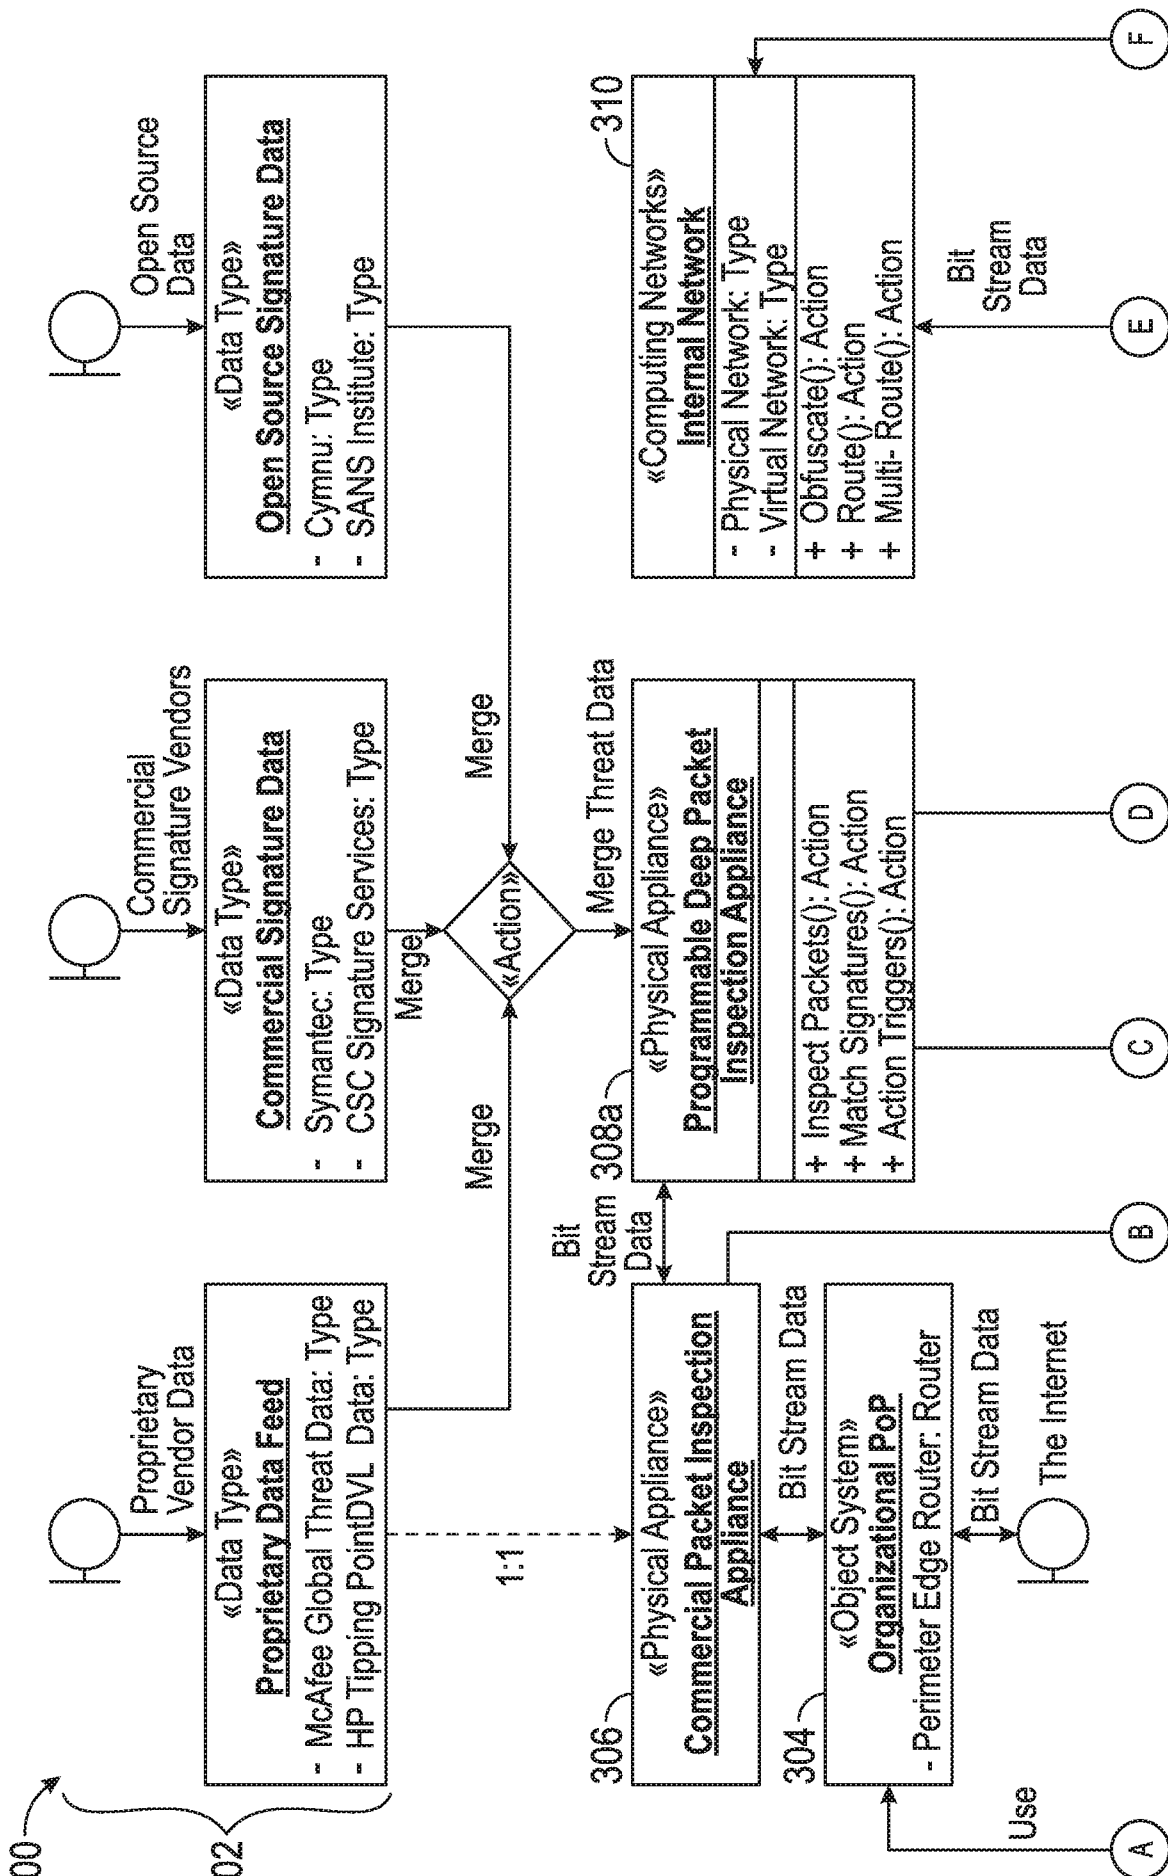 00
02
Proprietary
Vendor Data
Commercial
Signature Vendors
Open Source
Data
«Data Type»
Proprietary Data Feed
- McAfee Global Threat Data: Type
- HP Tipping PointDVL Data: Type
«Data Type»
Commercial Signature Data
- Symantec: Type
- CSC Signature Services: Type
«Data Type»
Open Source Signature Data
- Cymnu: Type
- SANS Institute: Type
1:1
Merge
Merge
Merge
«Action»
Merge Threat Data
306
«Physical Appliance»
Commercial Packet Inspection
Appliance
Bit
Stream
Data
308a
«Physical Appliance»
Programmable Deep Packet
Inspection Appliance
+ Inspect Packets(): Action
+ Match Signatures(): Action
+ Action Triggers(): Action
310
«Computing Networks»
Internal Network
- Physical Network: Type
- Virtual Network: Type
+ Obfuscate(): Action
+ Route(): Action
+ Multi- Route(): Action
Bit Stream Data
304
«Object System»
Organizational PoP
- Perimeter Edge Router: Router
Bit Stream Data
The Internet
Use
Bit
Stream
Data
A
B
C
D
E
F